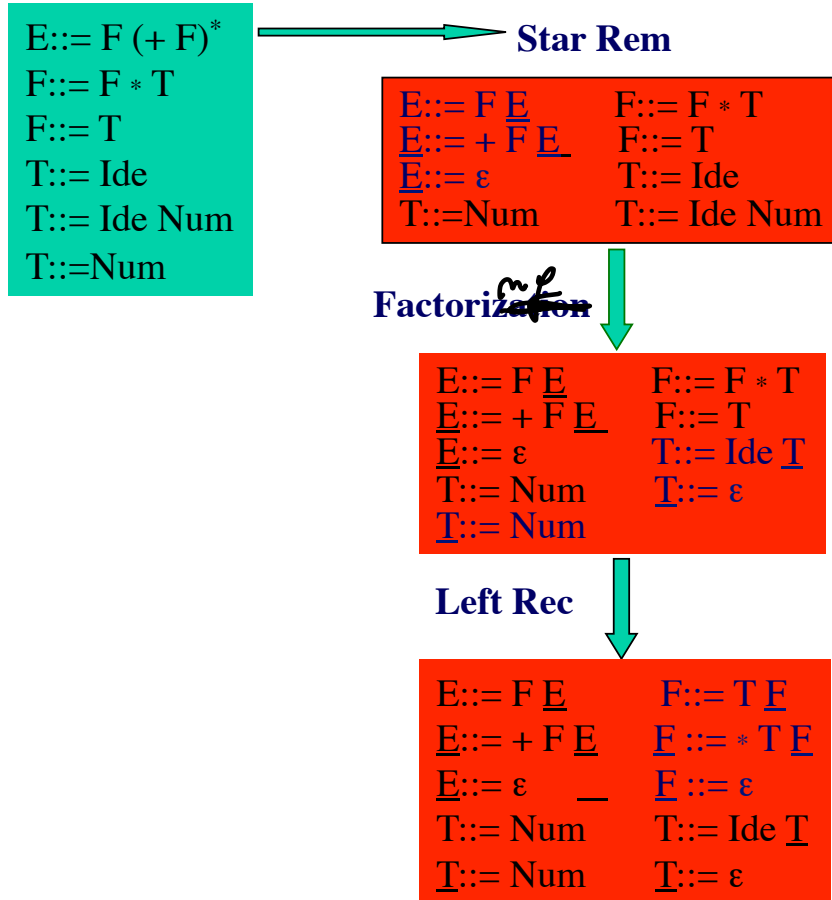 E::= F (+ F)*
F::= F * T
F::= T
T::= Ide
T::= Ide Num
T::=Num
Star Rem
E::= F E F::= F * T
E::= + F E F::= T
E::= ε T::= Ide
T::=Num T::= Ide Num
Factorization
E::= F E F::= F * T
E::= + F E F::= T
E::= ε T::= Ide T
T::= Num T::= ε
T::= Num
Left Rec
E::= F E F::= T F
E::= + F E F ::= * T F
E::= ε F ::= ε
T::= Num T::= Ide T
T::= Num T::= ε